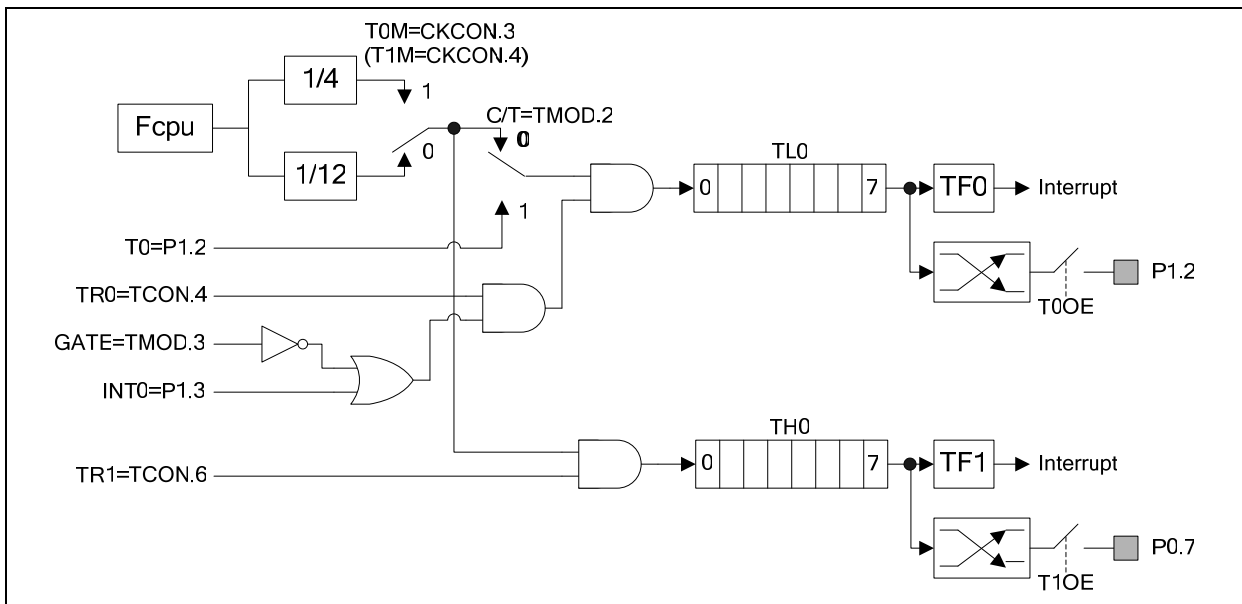 T0M=CKCON.3
(T1M=CKCON.4)
1/4
1
Fcpu
C/T=TMOD.2
0
0
1/12
TL0
0
7
TF0
Interrupt
1
T0=P1.2
P1.2
TR0=TCON.4
T0OE
GATE=TMOD.3
INT0=P1.3
TH0
0
7
TF1
Interrupt
TR1=TCON.6
P0.7
T1OE